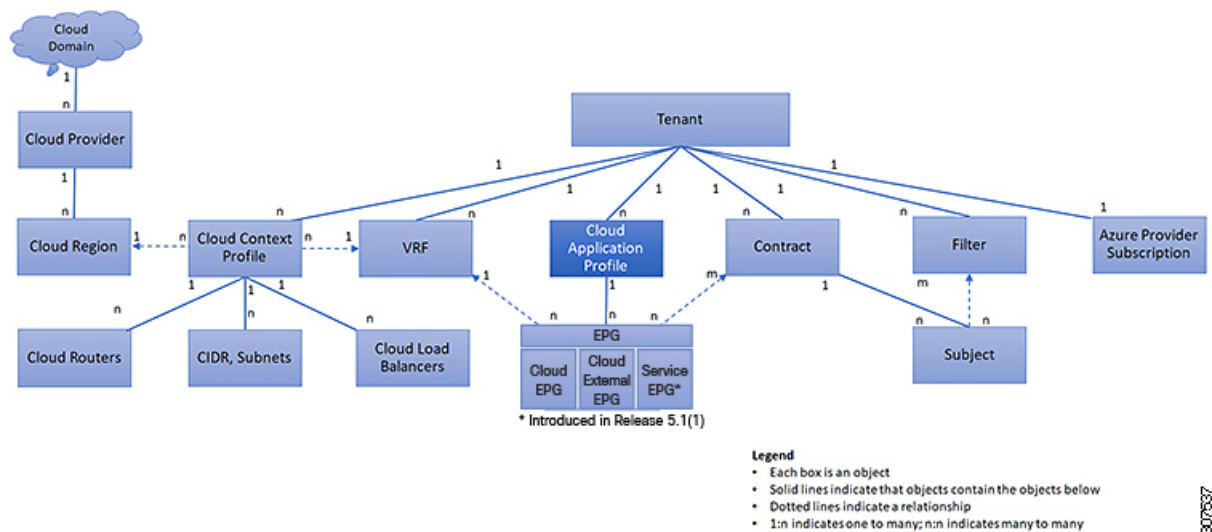 Cloud
Domain
1
n
Cloud Provider
1
n
Cloud Region
Tenant
1
1
1
1
1
1
n
n
n
n
n
1
1
n
Cloud Context
Profile
n
1
VRF
Cloud
Application
Profile
Contract
Filter
Azure Provider
Subscription
1
1
1
n
n
n
Cloud Routers
CIDR, Subnets
Cloud Load
Balancers
1
n
1
n
m
n
EPG
Cloud
EPG
Cloud
External
EPG
Service
EPG*
* Introduced in Release 5.1(1)
1
n
m
n
Subject
Legend
• Each box is an object
• Solid lines indicate that objects contain the objects below
• Dotted lines indicate a relationship
• 1:n indicates one to many; n:n indicates many to many
307537